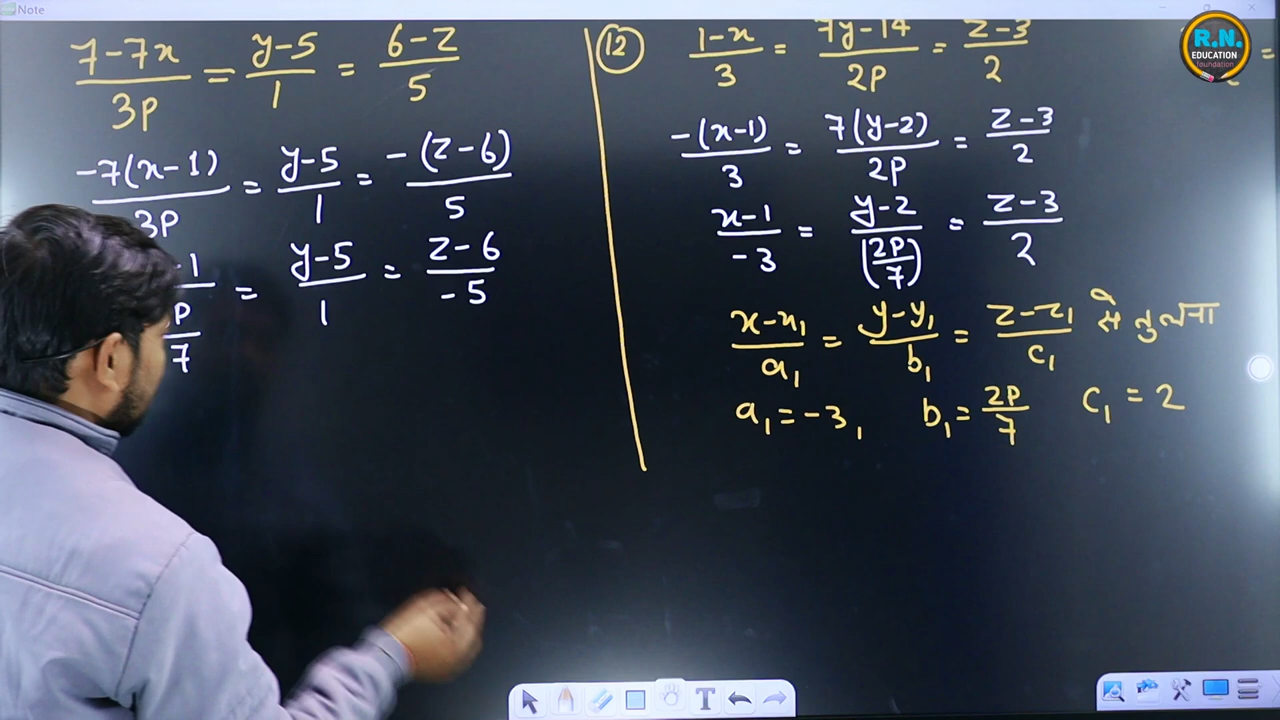 Note
7-7x/3P = y-5/1 = 6-z/5
-7(x-1)/3P = y-5/1 = -(z-6)/5
-1/P/7 = y-5/1 = z-6/-5
12 1-x/3 = 7y-14/2P = z-3/2
-(x-1)/3 = 7(y-2)/2P = z-3/2
x-1/-3 = y-2/(2P/7) = z-3/2
x-x₁/a₁ = y-y₁/b₁ = z-z₁/c₁ से तुलना
a₁ = -3, b₁ = 2P/7 c₁ = 2
R.N.
EDUCATION
foundation
T